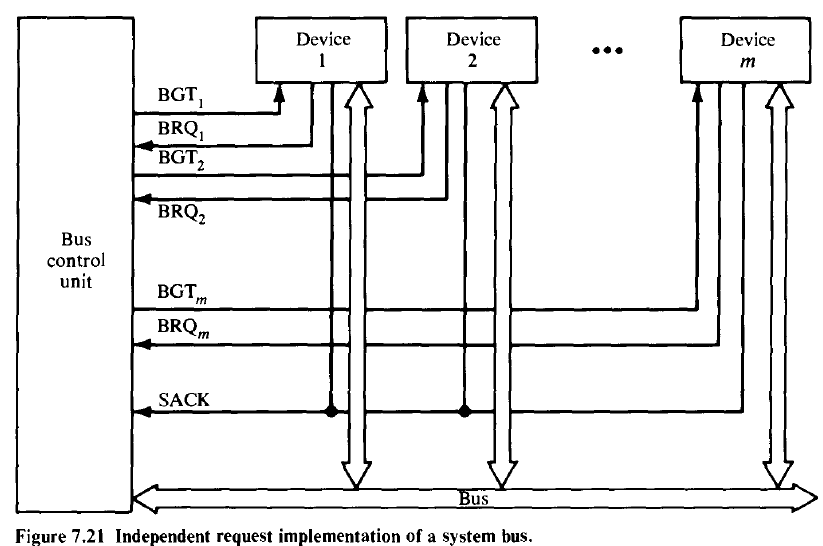 Device
1
Device
2
•••
Device
m
BGT₁
BRQ₁
BGT₂
BRQ₂
Bus
control
unit
BGTₘ
BRQₘ
SACK
Bus
Figure 7.21 Independent request implementation of a system bus.